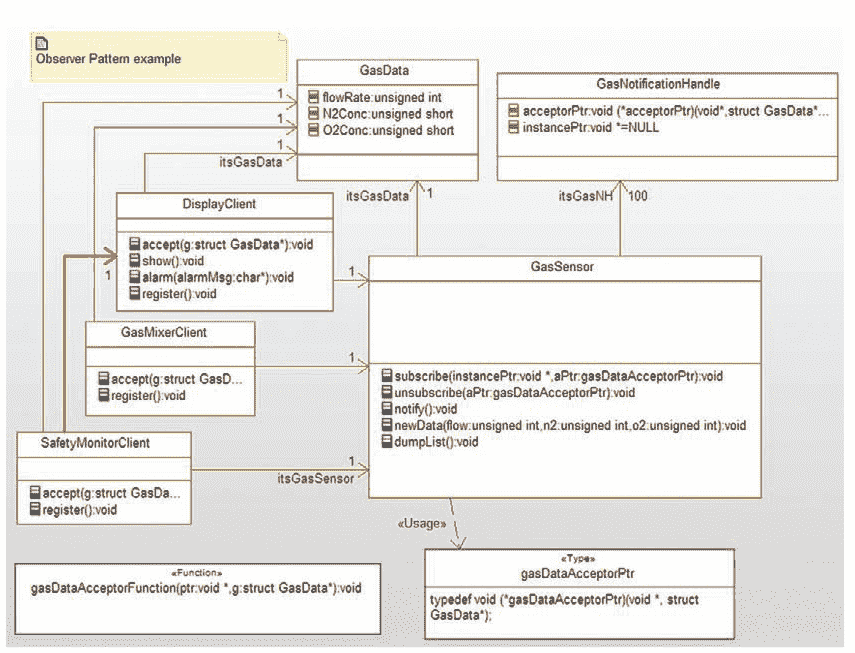 Observer Pattern example
GasData
flowRate:unsigned int
N2Conc:unsigned short
O2Conc:unsigned short
GasNotificationHandle
acceptorPtr:void (*acceptorPtr)(void*,struct GasData*...
instancePtr:void *=NULL
1
1
1
itsGasData
itsGasData
1
itsGasNH
100
DisplayClient
accept(g:struct GasData*):void
show():void
alarm(alarmMsg:char*):void
register():void
1
1
GasSensor
subscribe(instancePtr:void *,aPtr:gasDataAcceptorPtr):void
unsubscribe(aPtr:gasDataAcceptorPtr):void
notify():void
newData(flow:unsigned int,n2:unsigned int,o2:unsigned int):void
dumpList():void
GasMixerClient
accept(g:struct GasD...
register():void
1
SafetyMonitorClient
accept(g:struct GasDa...
register():void
1
itsGasSensor
«Usage»
«Function»
gasDataAcceptorFunction(ptr:void *,g:struct GasData*):void
«Type»
gasDataAcceptorPtr
typedef void (*gasDataAcceptorPtr)(void *, struct
GasData*);